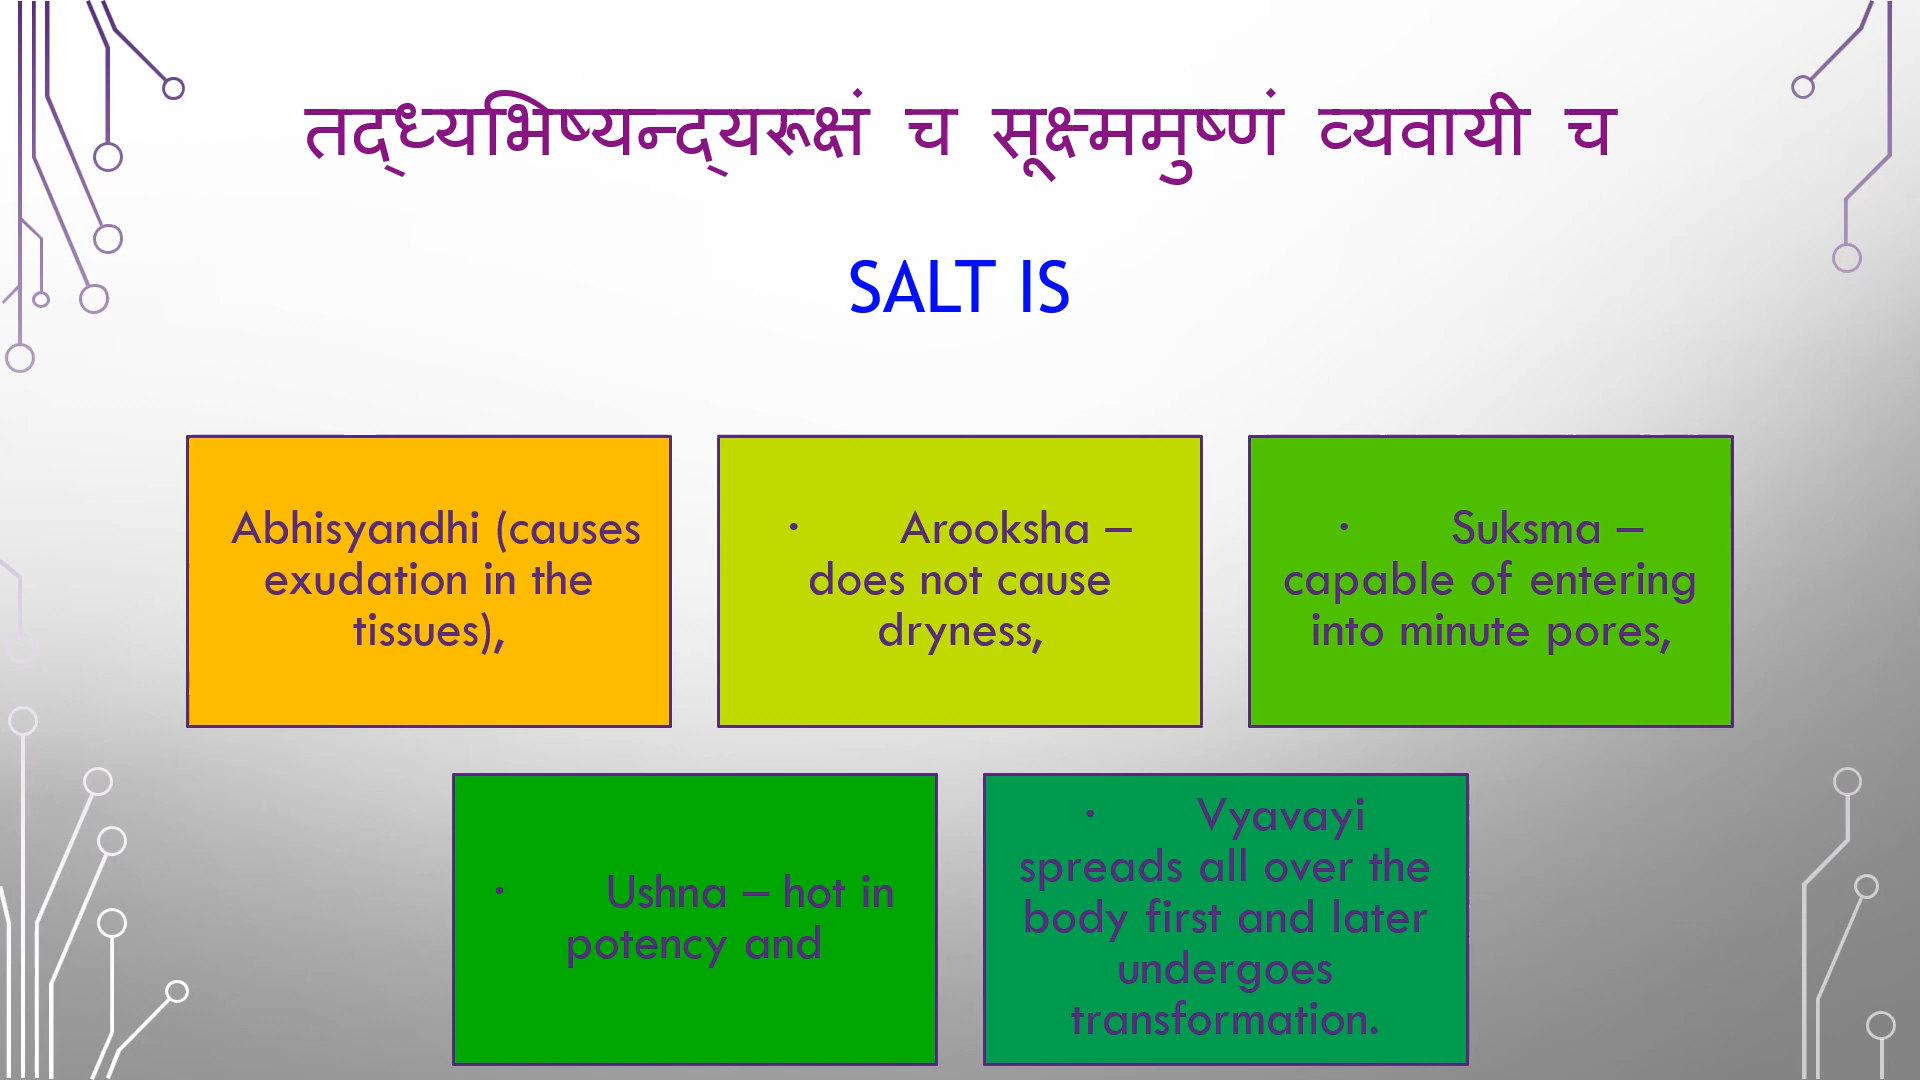 तद्ध्यभिष्यन्द्यरूक्षं च सूक्ष्ममुष्णं व्यवायी च
SALT IS
Abhisyandhi (causes
exudation in the
tissues),
· Arooksha –
does not cause
dryness,
· Suksma –
capable of entering
into minute pores,
· Ushna – hot in
potency and
· Vyavayi
spreads all over the
body first and later
undergoes
transformation.